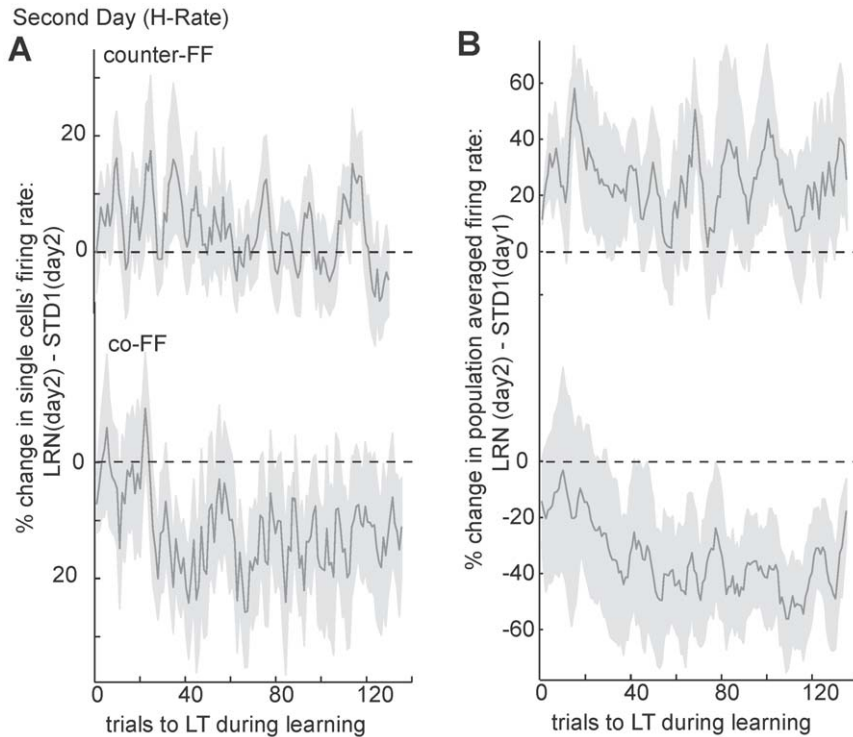 Second Day (H-Rate)
A
counter-FF
% change in single cells' firing rate:
LRN(day2) - STD1(day2)
20
0
co-FF
0
20
0
40
80
120
trials to LT during learning
B
% change in population averaged firing rate:
LRN (day2) - STD1(day1)
60
40
20
0
0
-20
-40
-60
0
40
80
120
trials to LT during learning